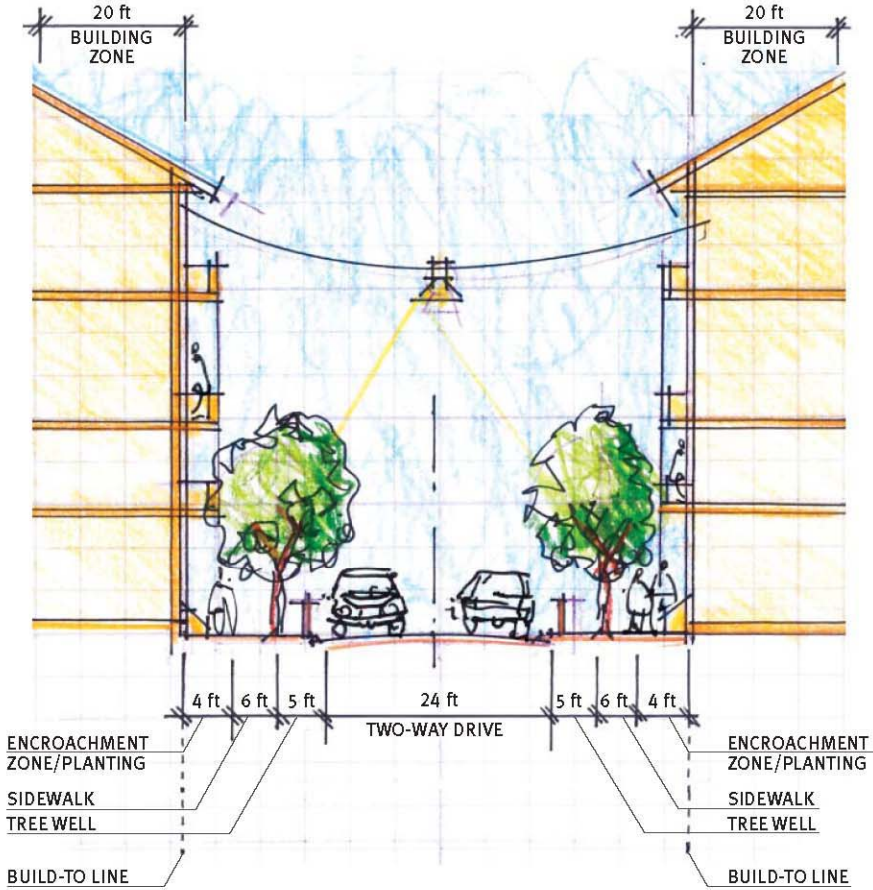 20 ft
BUILDING
ZONE
20 ft
BUILDING
ZONE
4 ft
6 ft
5 ft
24 ft
5 ft
6 ft
4 ft
TWO-WAY DRIVE
ENCROACHMENT
ZONE/PLANTING
SIDEWALK
TREE WELL
BUILD-TO LINE
ENCROACHMENT
ZONE/PLANTING
SIDEWALK
TREE WELL
BUILD-TO LINE